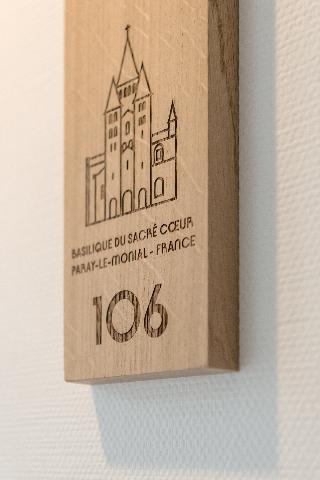 BASILIQUE DU SACRÉ CŒUR
PARAY-LE-MONIAL - FRANCE
106